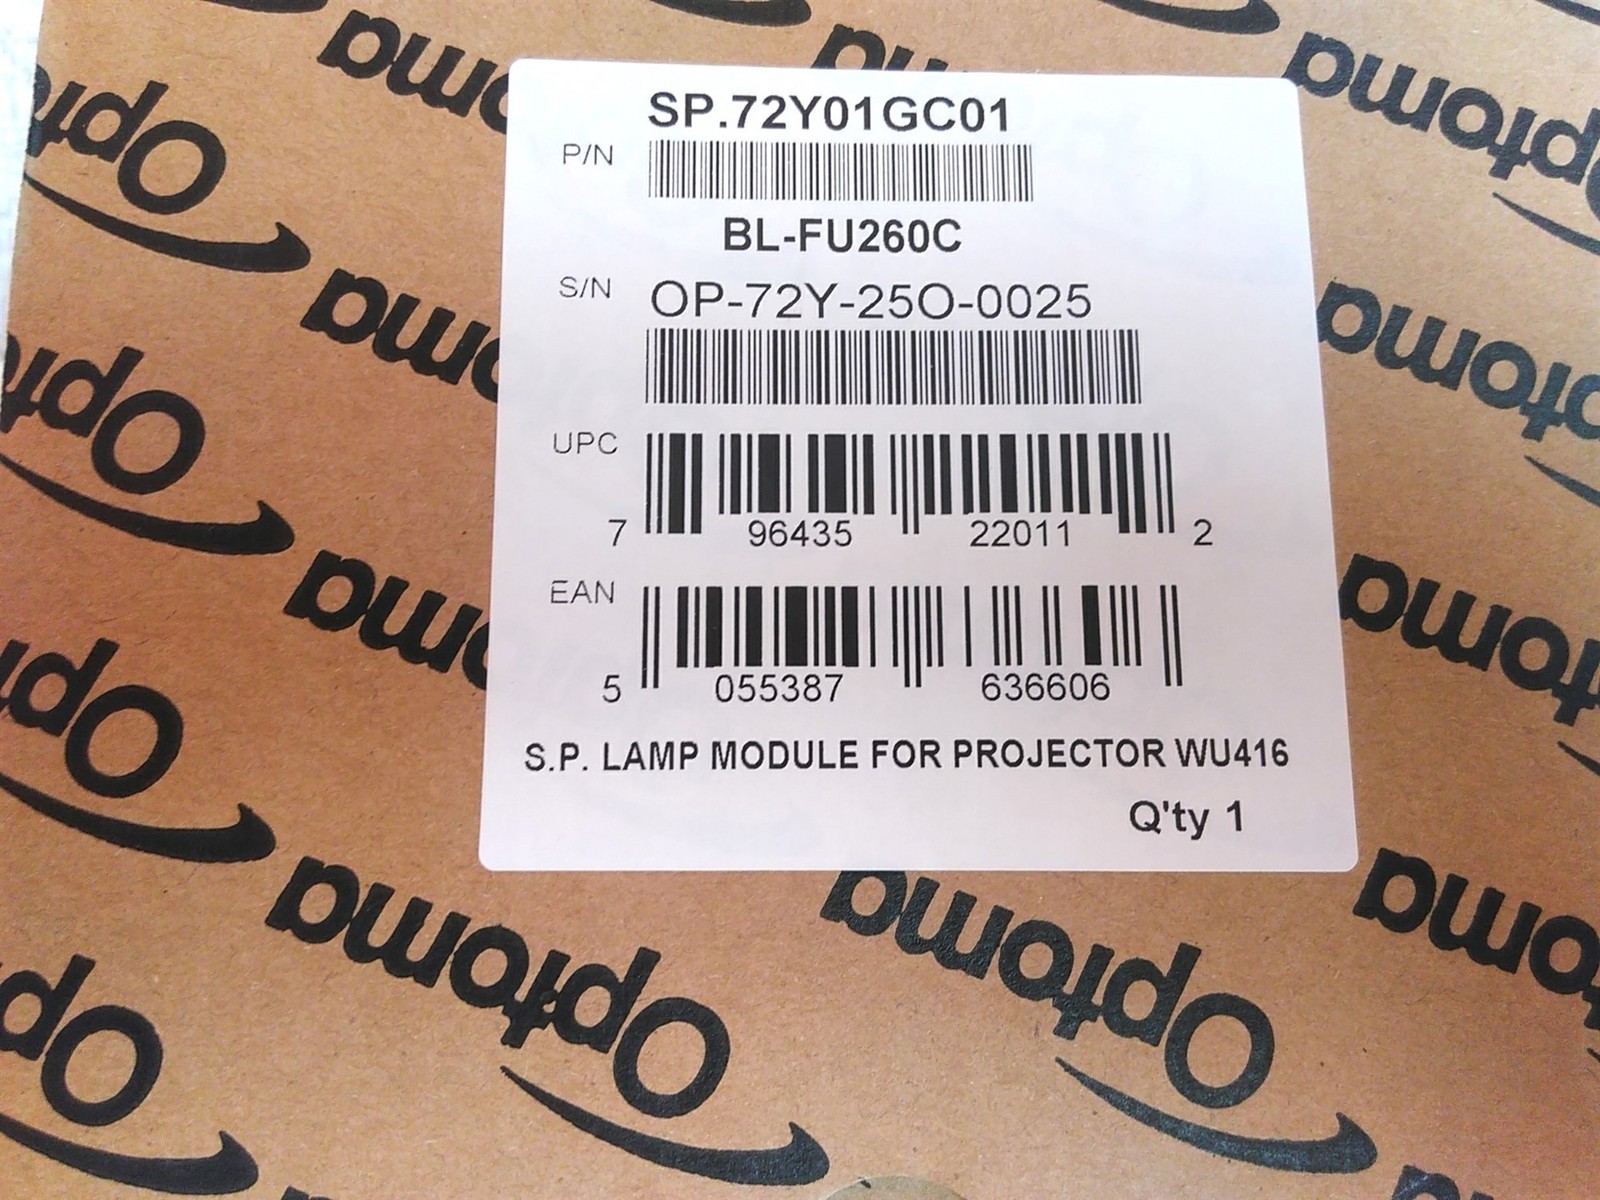 SP.72Y01GC01
P/N
BL-FU260C
S/N OP-72Y-25O-0025
UPC
7 96435 22011 2
EAN
5 055387 636606
S.P. LAMP MODULE FOR PROJECTOR WU416
Q'ty 1
Optoma
Optoma
Optoma
Optoma
Optoma
Optoma
Optoma
Optoma